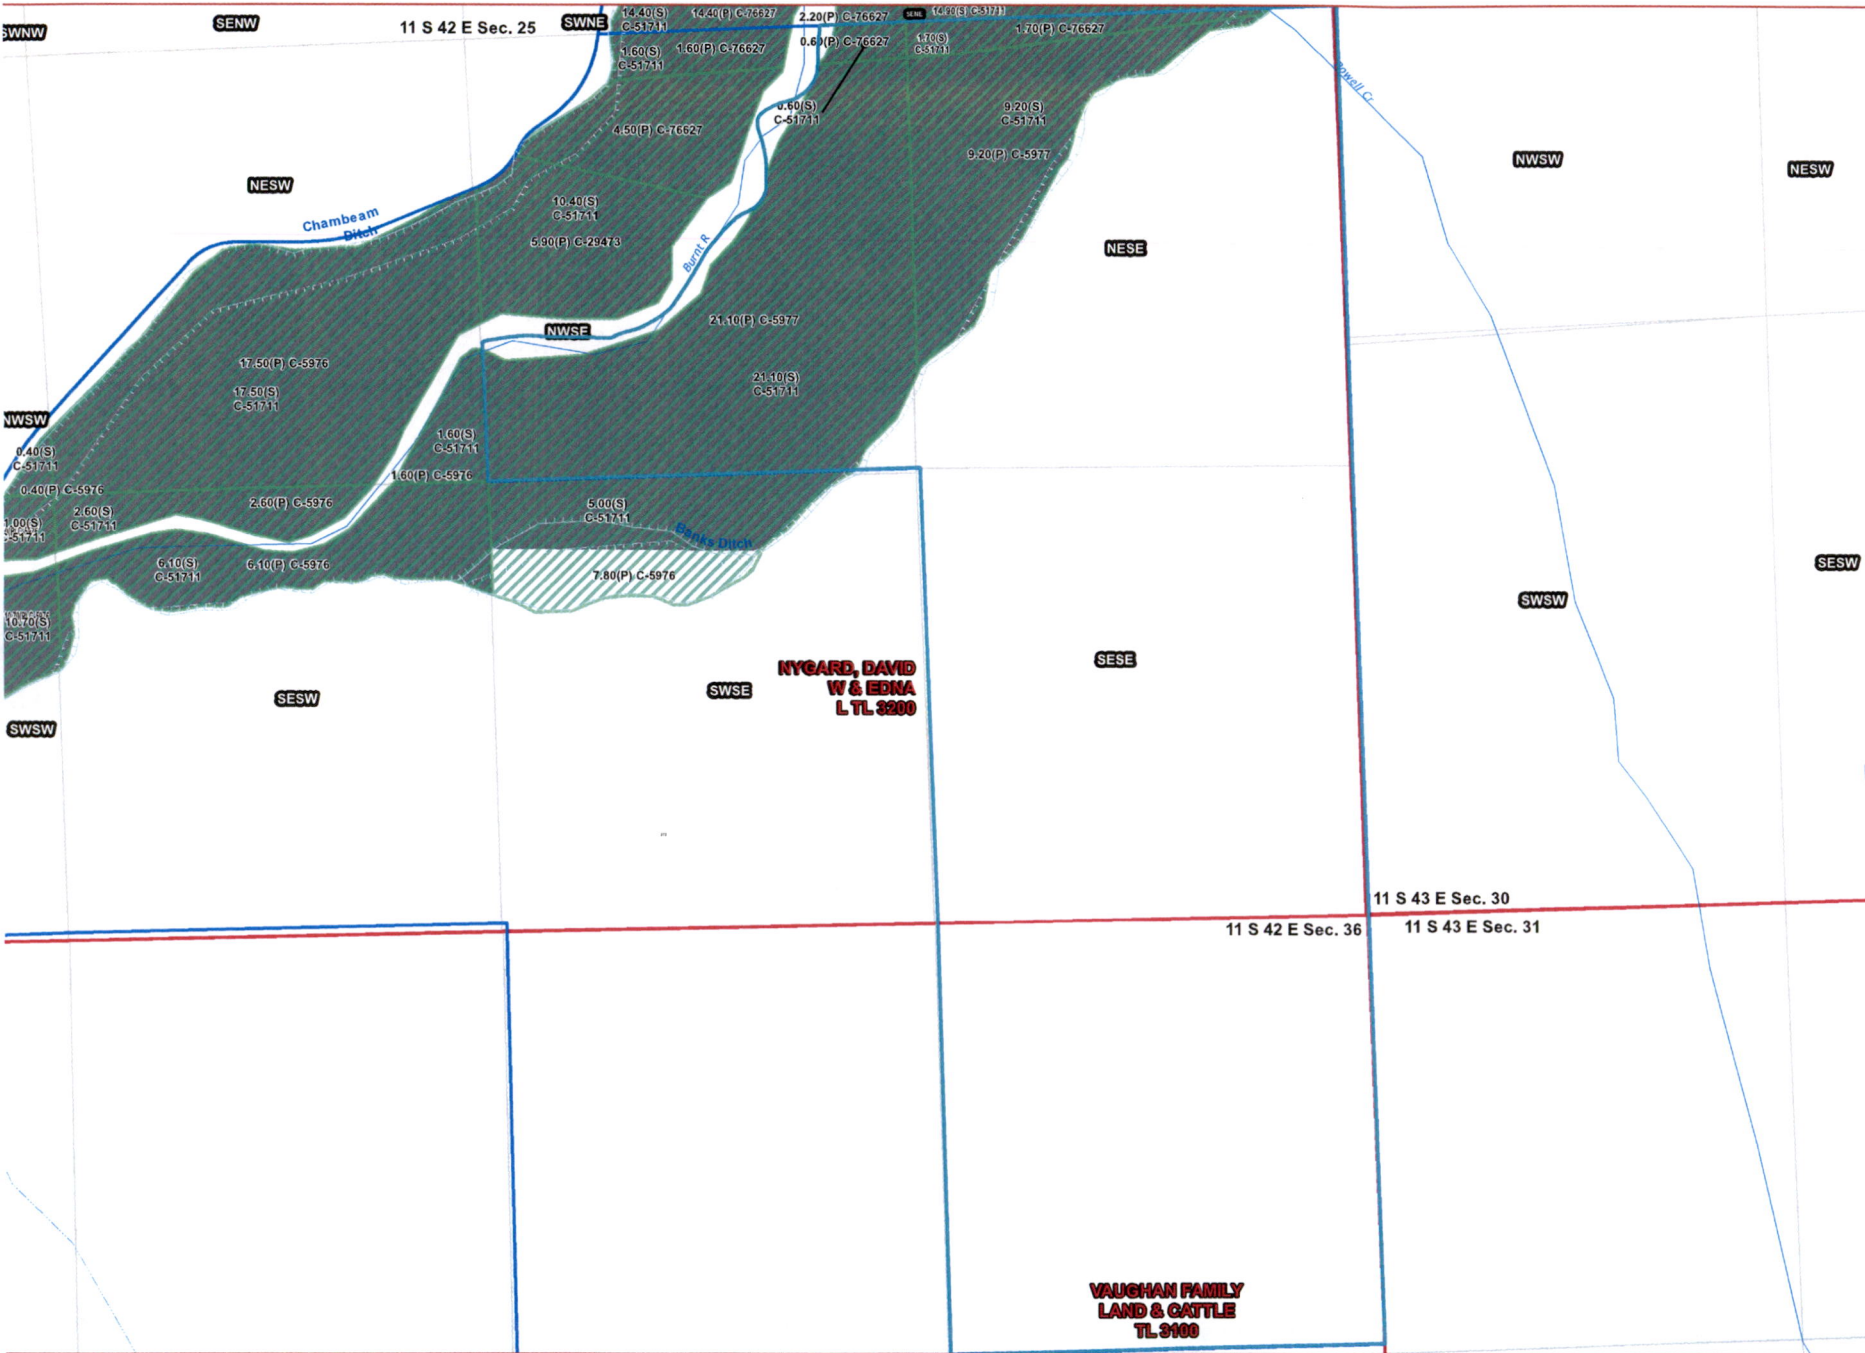 SWNW
SENW
11 S 42 E Sec. 25
SWNE
14.40(S)
C-51711
14.40(P) C-76627
2.20(P) C-76627
SENE
14.90(S) C-51711
1.60(S)
C-51711
1.60(P) C-76627
0.60(P) C-76627
1.70(S)
C-51711
1.70(P) C-76627
Powell Cr
4.50(P) C-76627
0.60(S)
C-51711
9.20(S)
C-51711
9.20(P) C-5977
NWSW
NESW
NESW
Chambeam
Ditch
10.40(S)
C-51711
5.90(P) C-29473
Burnt R
NESE
NWSE
21.10(P) C-5977
17.50(P) C-5976
17.50(S)
C-51711
21.10(S)
C-51711
NWSW
0.40(S)
C-51711
0.40(P) C-5976
1.60(S)
C-51711
1.60(P) C-5976
1.00(S)
C-51711
2.60(S)
C-51711
2.60(P) C-5976
5.00(S)
C-51711
Banks Ditch
6.10(S)
C-51711
6.10(P) C-5976
7.80(P) C-5976
SESW
SWSW
10.70(S)
C-51711
NYGARD, DAVID
W & EDNA
L TL 3200
SESE
SESW
SWSE
SWSW
11 S 43 E Sec. 30
11 S 42 E Sec. 36
11 S 43 E Sec. 31
VAUGHAN FAMILY
LAND & CATTLE
TL 3100